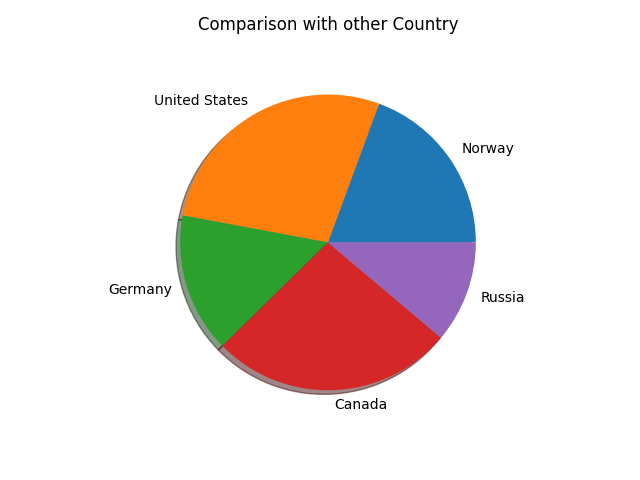 Comparison with other Country
United States
Norway
Germany
Russia
Canada